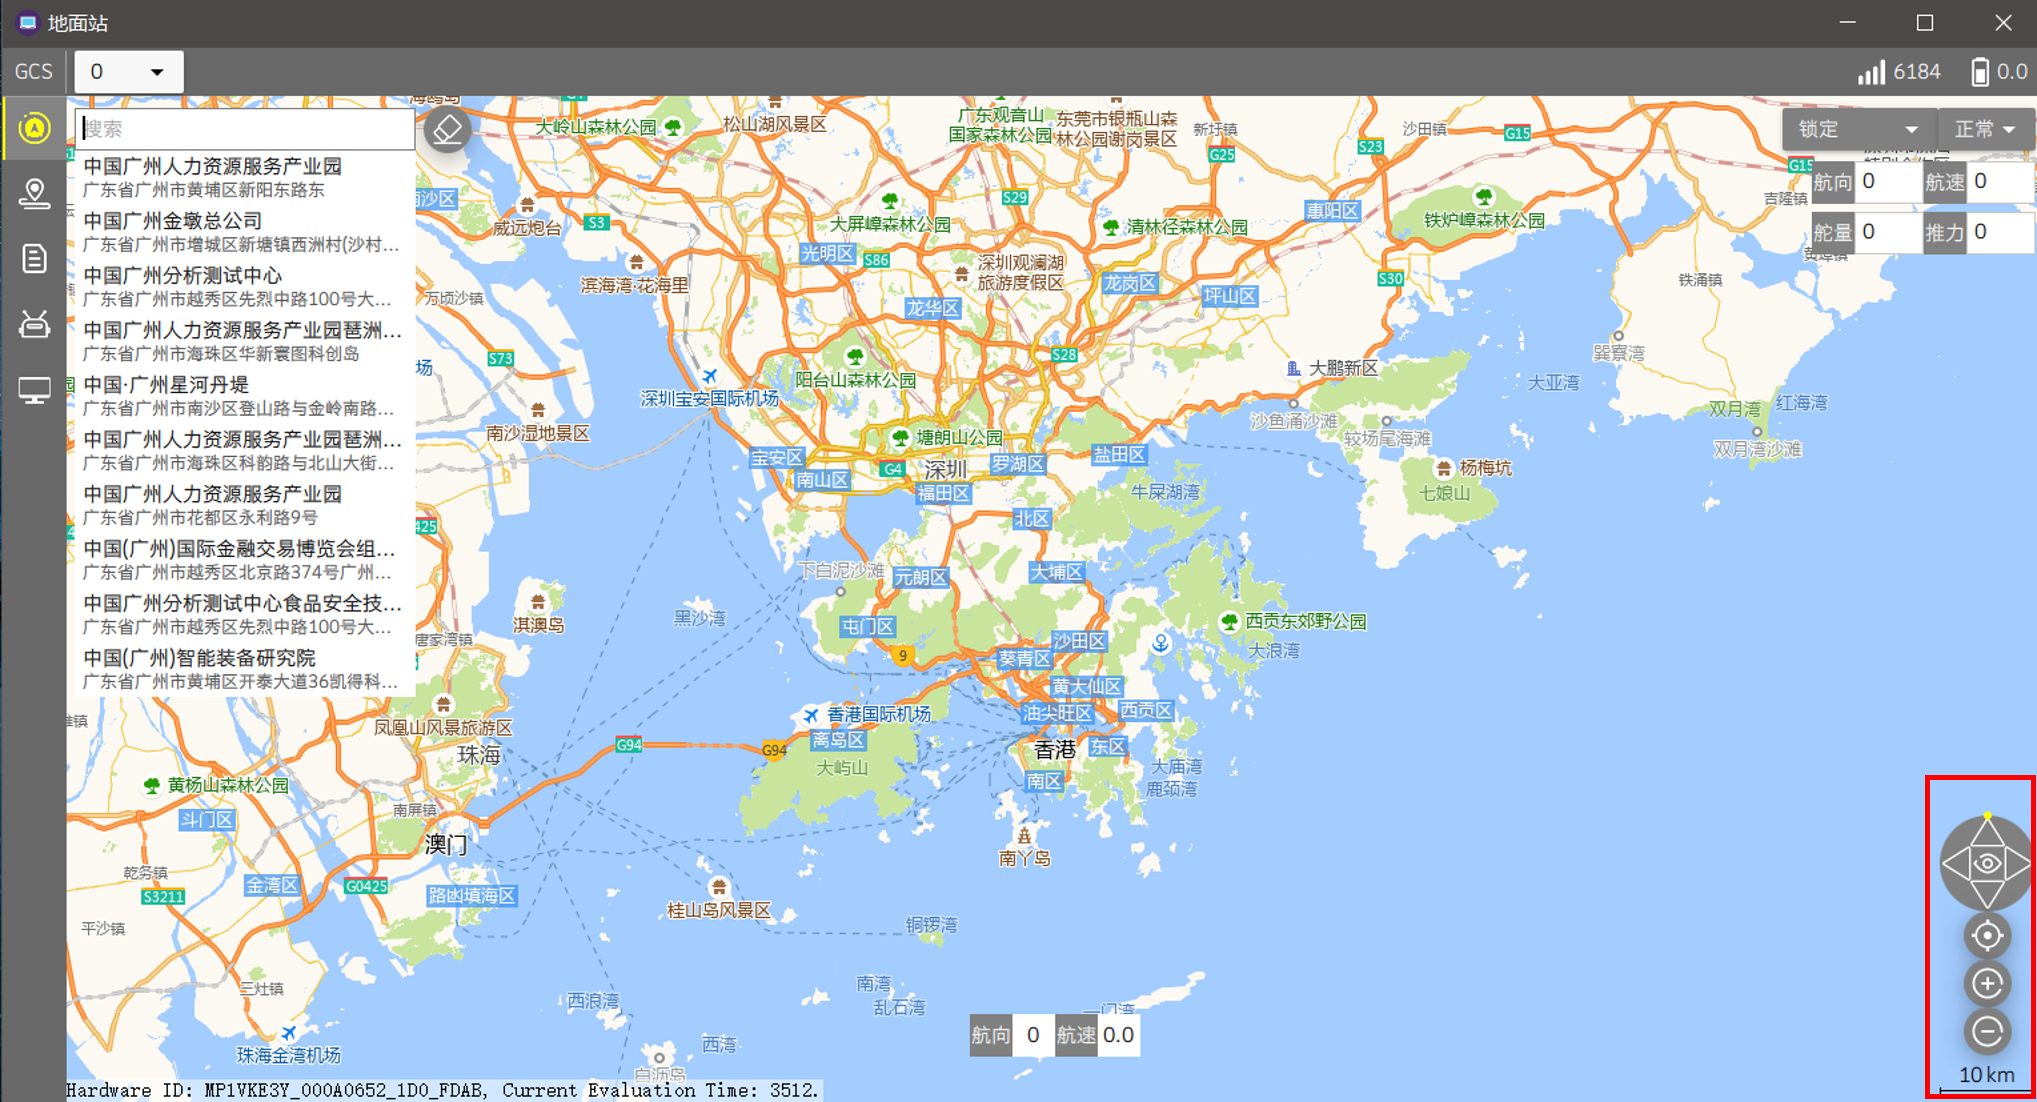 地面站
GCS
0
6184
0.0
搜索
中国广州人力资源服务产业园
广东省广州市黄埔区新阳东路东
中国广州金墩总公司
广东省广州市增城区新塘镇西洲村(沙村...
中国广州分析测试中心
广东省广州市越秀区先烈中路100号大...
中国广州人力资源服务产业园琶洲...
广东省广州市海珠区华新寰图科创岛
中国·广州星河丹堤
广东省广州市南沙区登山路与金岭南路...
中国广州人力资源服务产业园琶洲...
广东省广州市海珠区科韵路与北山大街...
中国广州人力资源服务产业园
广东省广州市花都区永利路9号
中国(广州)国际金融交易博览会组...
广东省广州市越秀区北京路374号广州...
中国广州分析测试中心食品安全技...
广东省广州市越秀区先烈中路100号大...
中国(广州)智能装备研究院
广东省广州市黄埔区开泰大道36凯得科...
锁定
正常
航向 0 航速 0
舵量 0 推力 0
大岭山森林公园
松山湖风景区
广东观音山
国家森林公园
东莞市银瓶山森
林公园谢岗景区
新圩镇
沙田镇
G15
S23
G25
G15
吉隆镇
S29
威远炮台
S3
大屏嶂森林公园
清林径森林公园
惠阳区
铁炉嶂森林公园
光明区
S86
深圳观澜湖
旅游度假区
龙岗区
S30
铁涌镇
滨海湾·花海里
万顷沙镇
龙华区
坪山区
S73
S28
巽寮湾
阳台山森林公园
大鹏新区
大亚湾
深圳宝安国际机场
双月湾
红海湾
沙鱼涌沙滩
较场尾海滩
双月湾沙滩
南沙湿地景区
塘朗山公园
宝安区
G4
深圳
罗湖区
盐田区
杨梅坑
南山区
福田区
牛屎湖湾
七娘山
北区
下白泥沙滩
元朗区
大埔区
淇澳岛
黑沙湾
屯门区
西贡东郊野公园
唐家湾镇
沙田区
大浪湾
9
葵青区
黄大仙区
凤凰山风景旅游区
香港国际机场
油尖旺区
西贡区
珠海
G94
G94
离岛区
香港
东区
大屿山
南区
大庙湾
鹿颈湾
黄杨山森林公园
斗门区
南屏镇
澳门
南丫岛
乾务镇
S3211
金湾区
G0425
路凼填海区
桂山岛风景区
平沙镇
铜锣湾
三灶镇
南湾
西浪湾
乱石湾
一门湾
珠海金湾机场
西湾
白沥岛
航向 0 航速 0.0
10 km
Hardware ID: MP1VKE3Y_000A0652_1D0_FDAB, Current Evaluation Time: 3512.